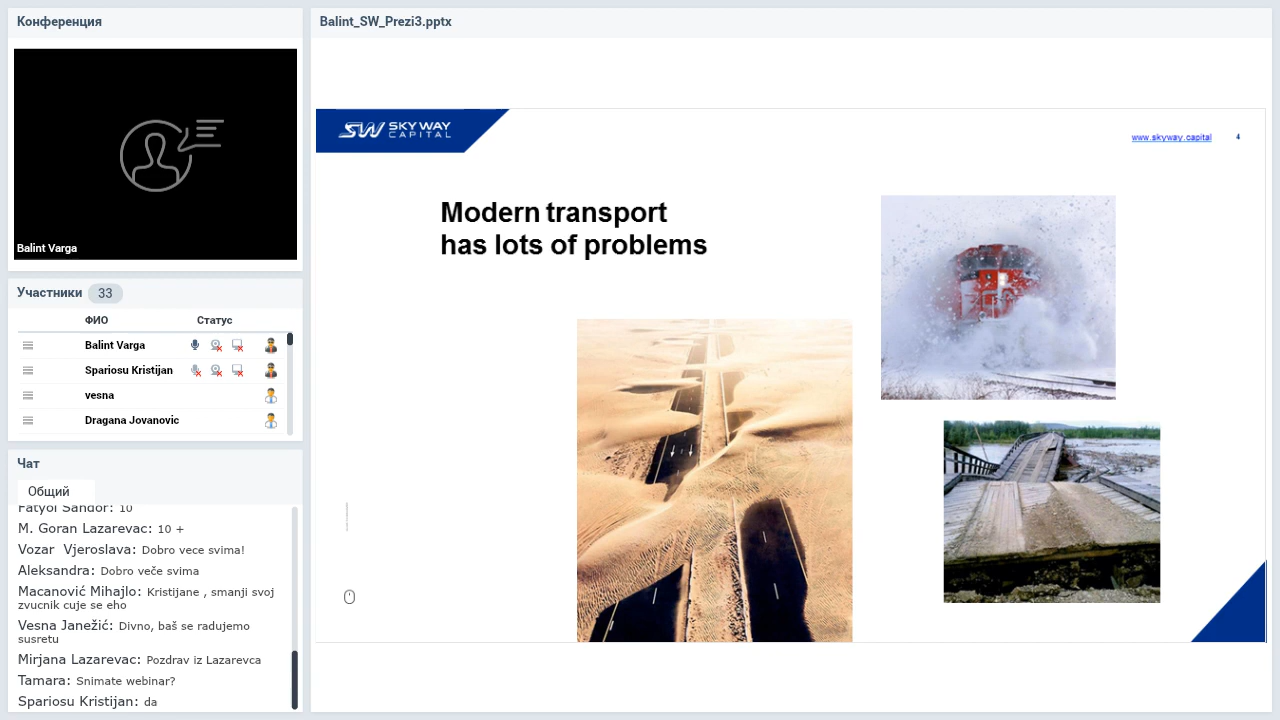 Конференция
Balint Varga
Участники 33
ФИО Статус
Balint Varga
Spariosu Kristijan
vesna
Dragana Jovanovic
Чат
Общий
Fatyol Sandor: 10
M. Goran Lazarevac: 10 +
Vozar Vjeroslava: Dobro vece svima!
Aleksandra: Dobro veče svima
Macanović Mihajlo: Kristijane , smanji svoj
zvucnik cuje se eho
Vesna Janežić: Divno, baš se radujemo
susretu
Mirjana Lazarevac: Pozdrav iz Lazarevca
Tamara: Snimate webinar?
Spariosu Kristijan: da
Balint_SW_Prezi3.pptx
SW SKY WAY
CAPITAL
www.skyway.capital 4
Modern transport
has lots of problems